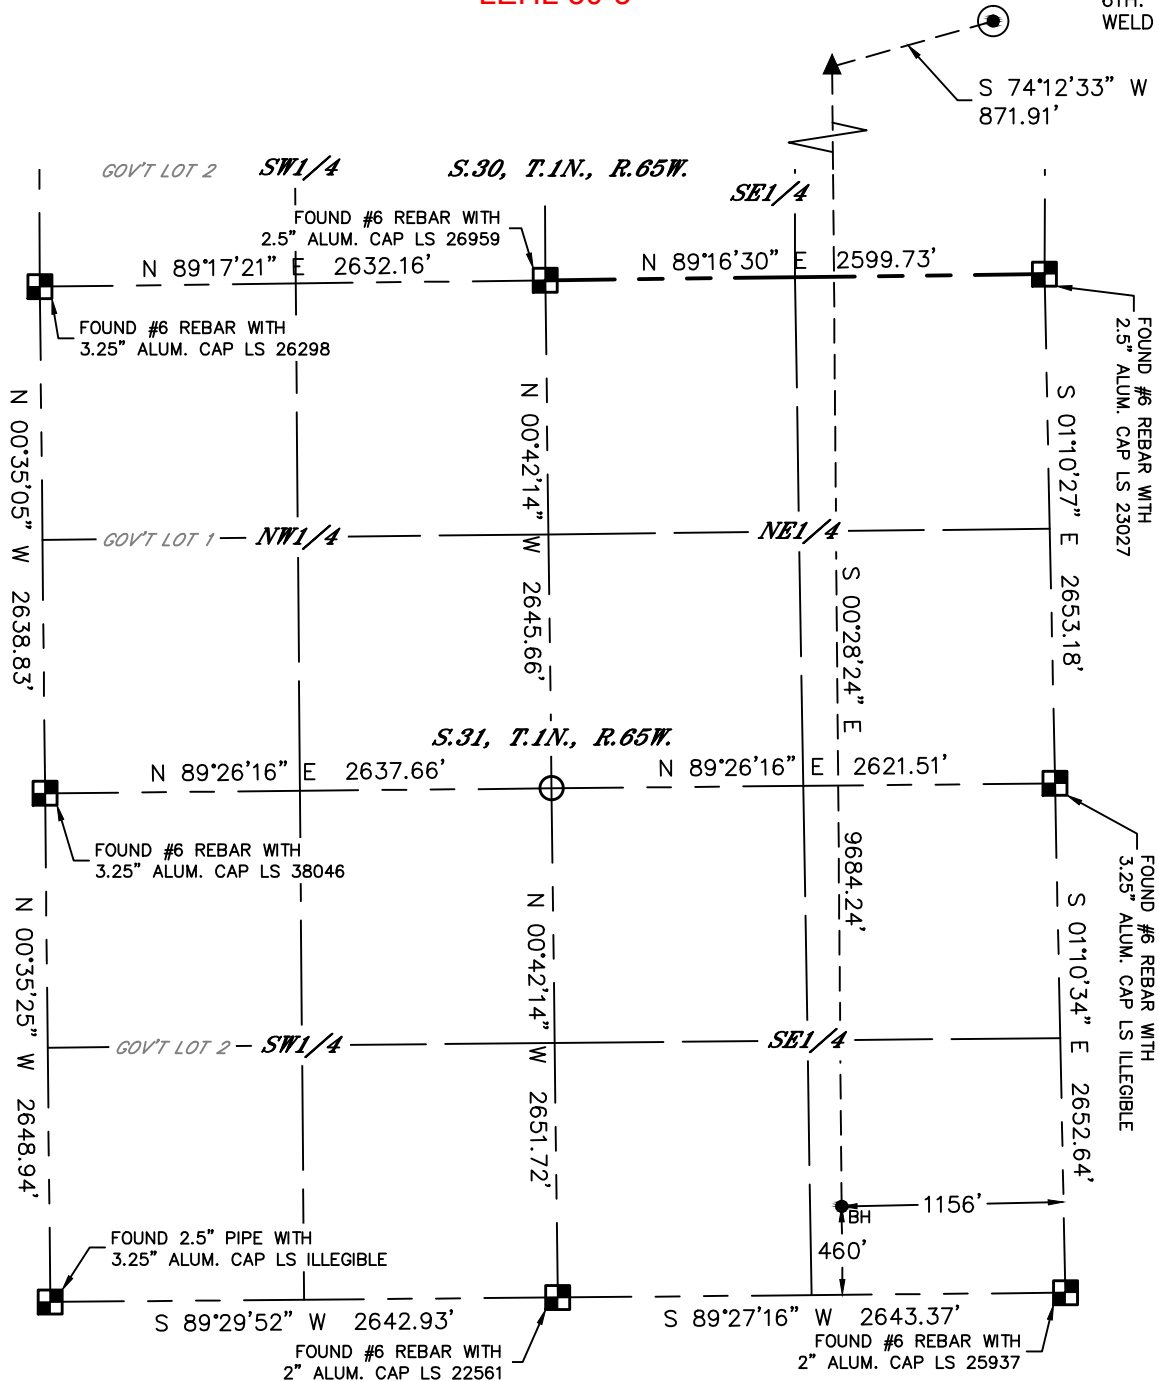 WELD
S 74°12'33" W
871.91'
GOV'T LOT 2
SW1/4
S.30, T.1N., R.65W.
SE1/4
FOUND #6 REBAR WITH
2.5" ALUM. CAP LS 26959
N 89°17'21" E 2632.16'
N 89°16'30" E 2599.73'
FOUND #6 REBAR WITH
3.25" ALUM. CAP LS 26298
FOUND #6 REBAR WITH
2.5" ALUM. CAP LS 23027
N 00°35'05" W 2638.83'
N 00°42'14" W 2645.66'
S 01°10'27" E 2653.18'
GOV'T LOT 1
NW1/4
NE1/4
S 00°28'24" E 9684.24'
S.31, T.1N., R.65W.
N 89°26'16" E 2637.66'
N 89°26'16" E 2621.51'
FOUND #6 REBAR WITH
3.25" ALUM. CAP LS 38046
FOUND #6 REBAR WITH
3.25" ALUM. CAP LS ILLEGIBLE
N 00°35'25" W 2648.94'
N 00°42'14" W 2651.72'
S 01°10'34" E 2652.64'
GOV'T LOT 2
SW1/4
SE1/4
1156'
BH
460'
FOUND 2.5" PIPE WITH
3.25" ALUM. CAP LS ILLEGIBLE
S 89°29'52" W 2642.93'
S 89°27'16" W 2643.37'
FOUND #6 REBAR WITH
2" ALUM. CAP LS 22561
FOUND #6 REBAR WITH
2" ALUM. CAP LS 25937